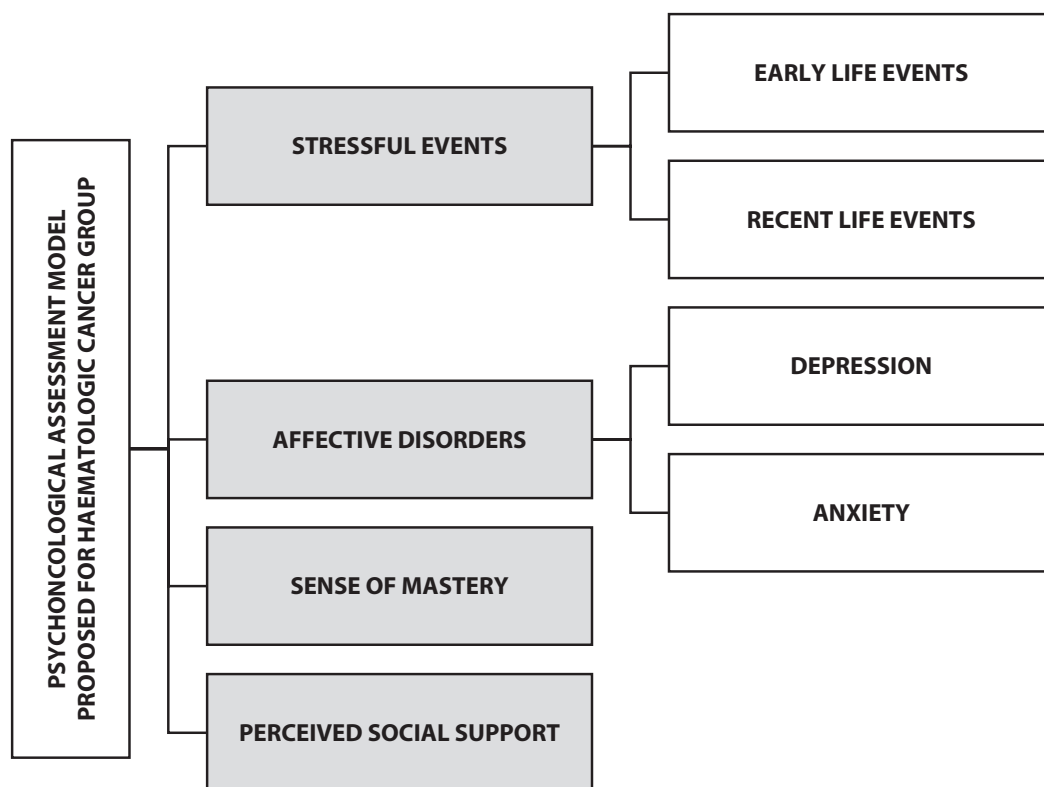 PSYCHONCOLOGICAL ASSESSMENT MODEL
PROPOSED FOR HAEMATOLOGIC CANCER GROUP
STRESSFUL EVENTS
EARLY LIFE EVENTS
RECENT LIFE EVENTS
AFFECTIVE DISORDERS
DEPRESSION
ANXIETY
SENSE OF MASTERY
PERCEIVED SOCIAL SUPPORT